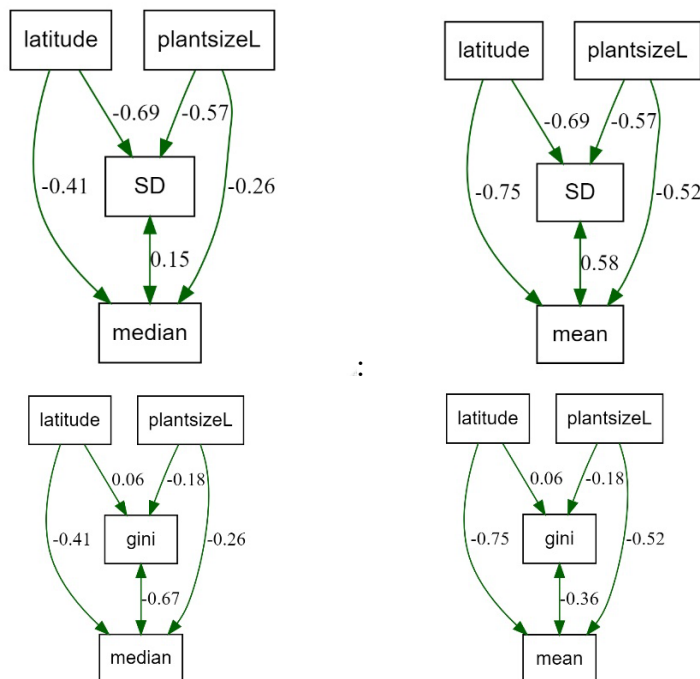 latitude plantsizeL
-0.69 -0.57
-0.41 SD -0.26
0.15
median
latitude plantsizeL
-0.69 -0.57
-0.75 SD -0.52
0.58
mean
:
latitude plantsizeL
0.06 -0.18
-0.41 gini -0.26
-0.67
median
latitude plantsizeL
0.06 -0.18
-0.75 gini -0.52
-0.36
mean